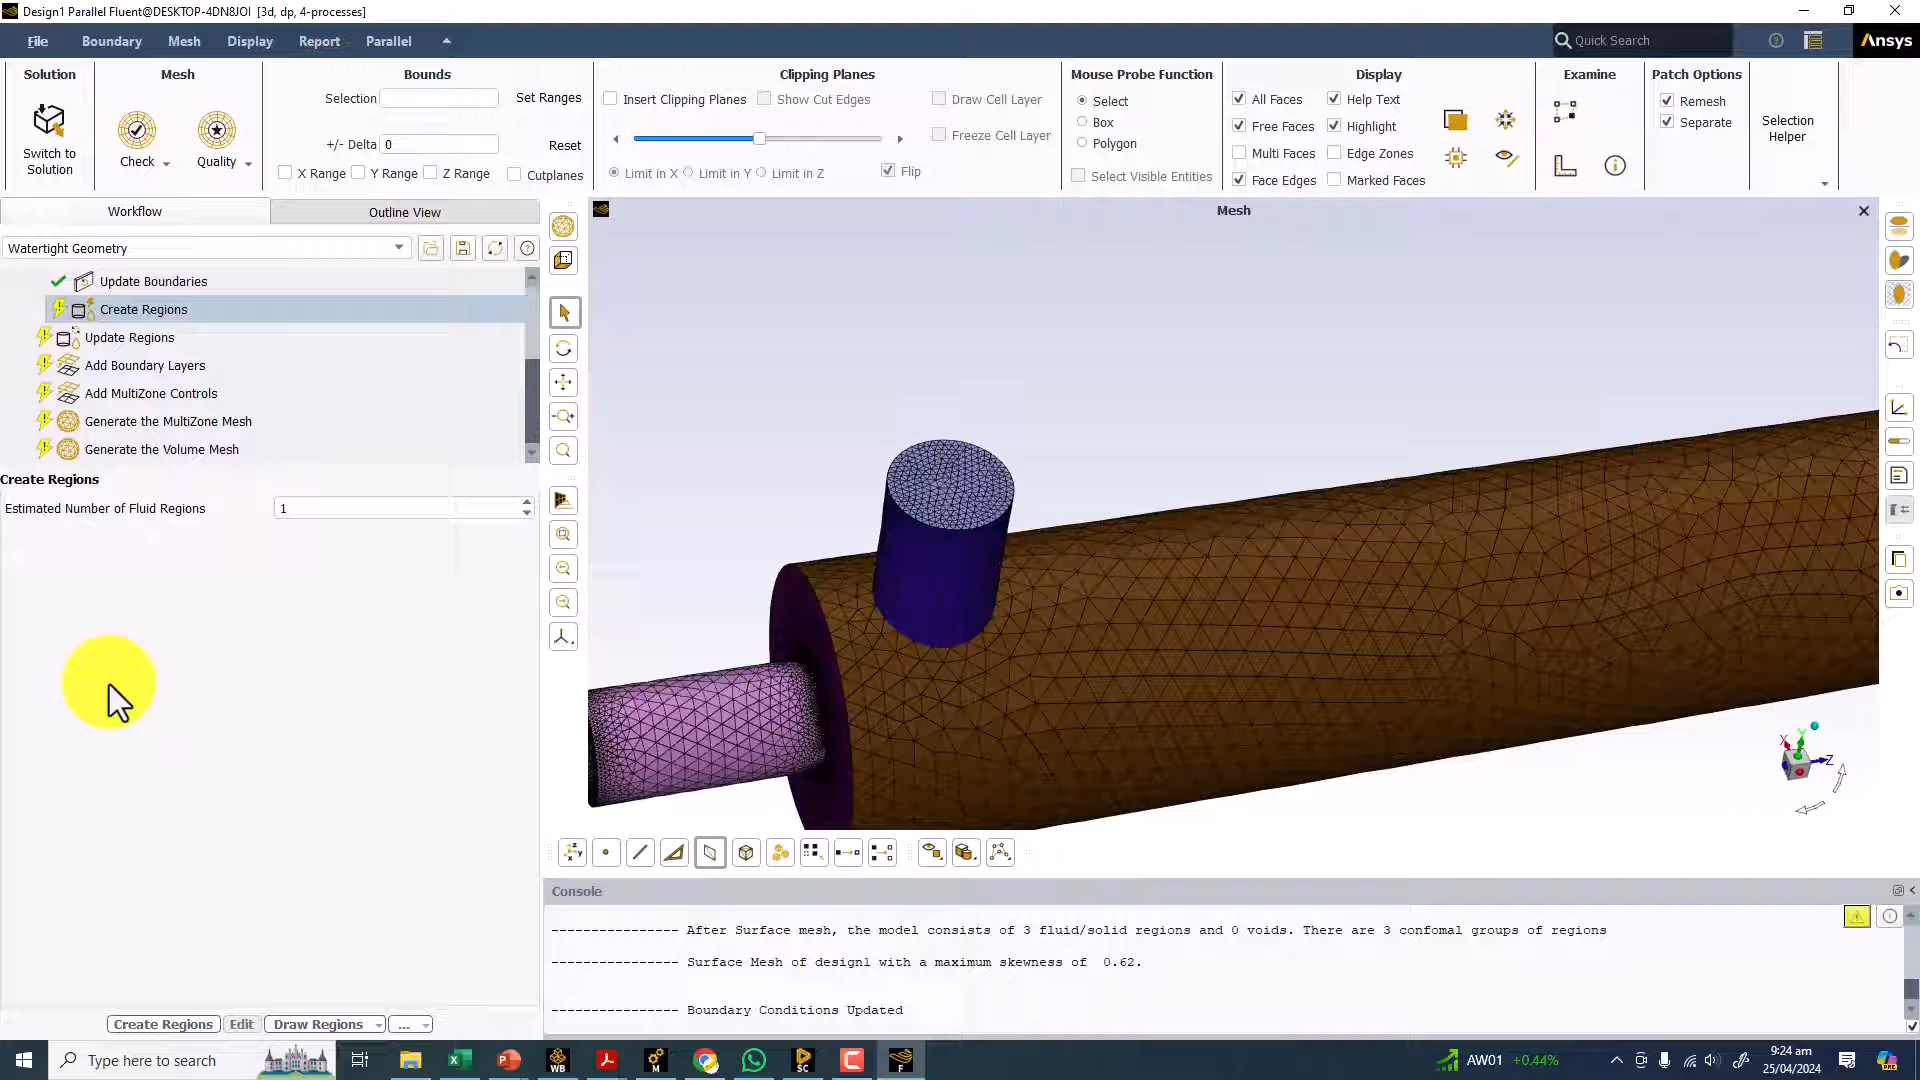 Design1 Parallel Fluent@DESKTOP-4DN8JOI [3d, dp, 4-processes]
File Boundary Mesh Display Report Parallel
Quick Search
Ansys
Solution
Switch to
Solution
Mesh
Check
Quality
Bounds
Selection
Set Ranges
+/- Delta 0
Reset
X Range Y Range Z Range Cutplanes
Clipping Planes
Insert Clipping Planes Show Cut Edges Draw Cell Layer
Freeze Cell Layer
Limit in X Limit in Y Limit in Z Flip
Mouse Probe Function
Select
Box
Polygon
Select Visible Entities
Display
All Faces Help Text
Free Faces Highlight
Multi Faces Edge Zones
Face Edges Marked Faces
Examine
Patch Options
Remesh
Separate
Selection
Helper
Workflow Outline View
Watertight Geometry
Update Boundaries
Create Regions
Update Regions
Add Boundary Layers
Add MultiZone Controls
Generate the MultiZone Mesh
Generate the Volume Mesh
Create Regions
Estimated Number of Fluid Regions 1
Create Regions Edit Draw Regions ...
Mesh
X Y Z
Console
---------------- After Surface mesh, the model consists of 3 fluid/solid regions and 0 voids. There are 3 confomal groups of regions
---------------- Surface Mesh of design1 with a maximum skewness of 0.62.
---------------- Boundary Conditions Updated
Type here to search
WB
M
SC
F
AW01 +0.44%
9:24 am
25/04/2024
PRE